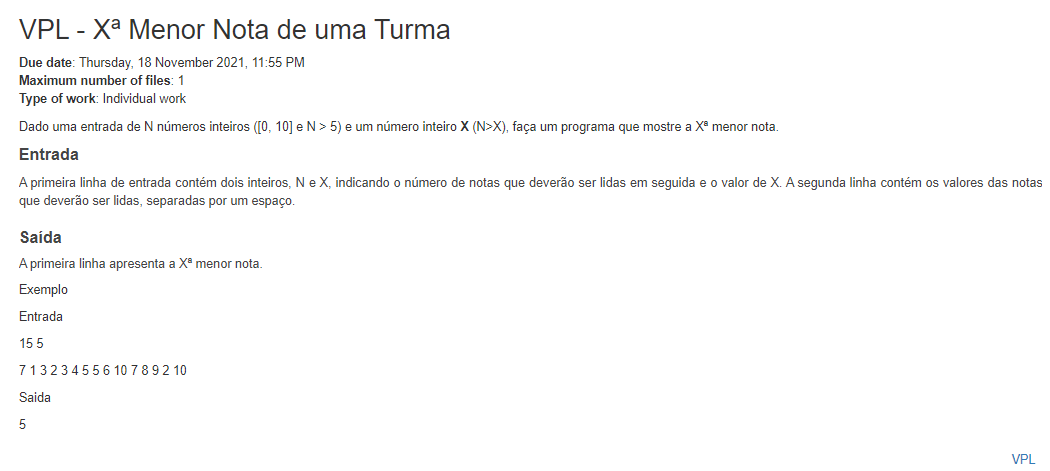 VPL - Xª Menor Nota de uma Turma
Due date: Thursday, 18 November 2021, 11:55 PM
Maximum number of files: 1
Type of work: Individual work
Dado uma entrada de N números inteiros ([0, 10] e N > 5) e um número inteiro X (N>X), faça um programa que mostre a Xª menor nota.
Entrada
A primeira linha de entrada contém dois inteiros, N e X, indicando o número de notas que deverão ser lidas em seguida e o valor de X. A segunda linha contém os valores das notas
que deverão ser lidas, separadas por um espaço.
Saída
A primeira linha apresenta a Xª menor nota.
Exemplo
Entrada
15 5
7 1 3 2 3 4 5 5 6 10 7 8 9 2 10
Saida
5
VPL